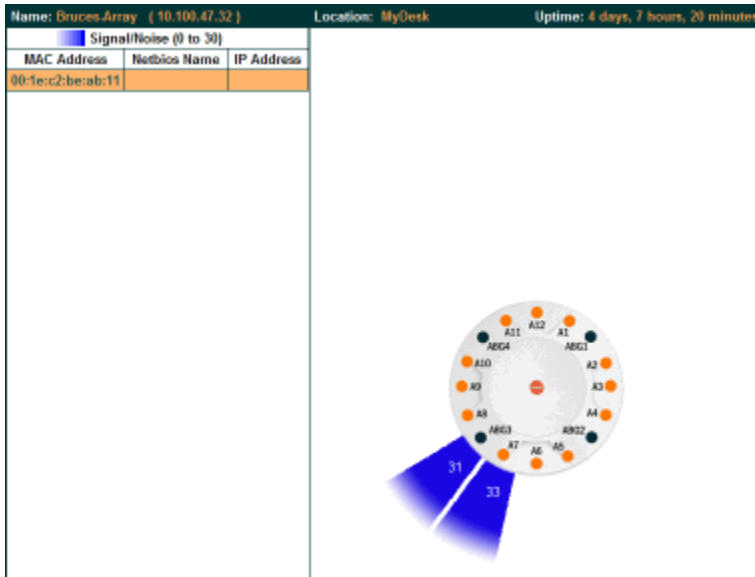 Name: Bruces-Array ( 10.100.47.32 ) Location: MyDesk Uptime: 4 days, 7 hours, 20 minutes
Signal/Noise (0 to 30)
MAC Address Netbios Name IP Address
00:1e:c2:be:ab:11
A12
A11 A1
ABG4 ABG1
A10 A2
A9 A3
A8 A4
ABG3 ABG2
A7 A6 A5
31
33